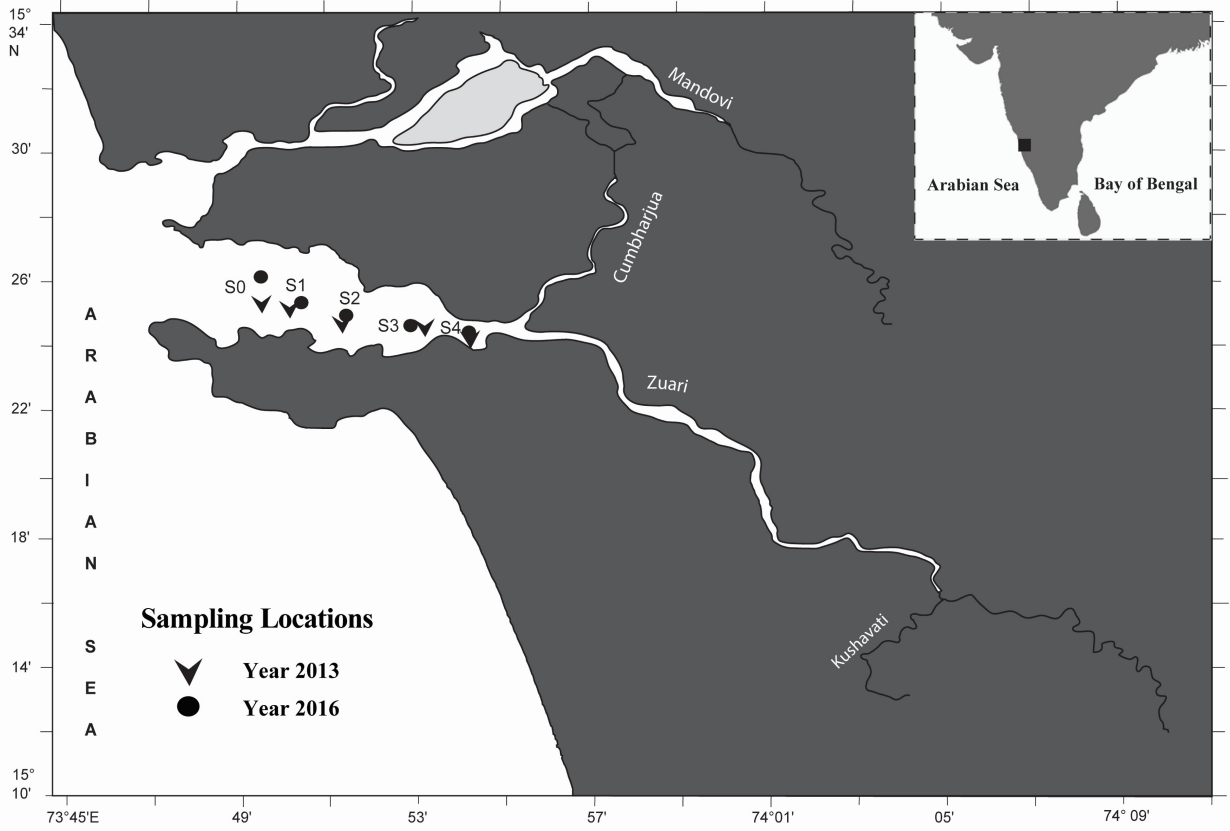 15°
34'
N
30'
26'
22'
18'
14'
15°
10'
73°45'E
49'
53'
57'
74°01'
05'
74° 09'
Mandovi
Cumbharjua
Zuari
Kushavati
S0
S1
S2
S3
S4
ARABIAN SEA
Arabian Sea
Bay of Bengal
Sampling Locations
Year 2013
Year 2016